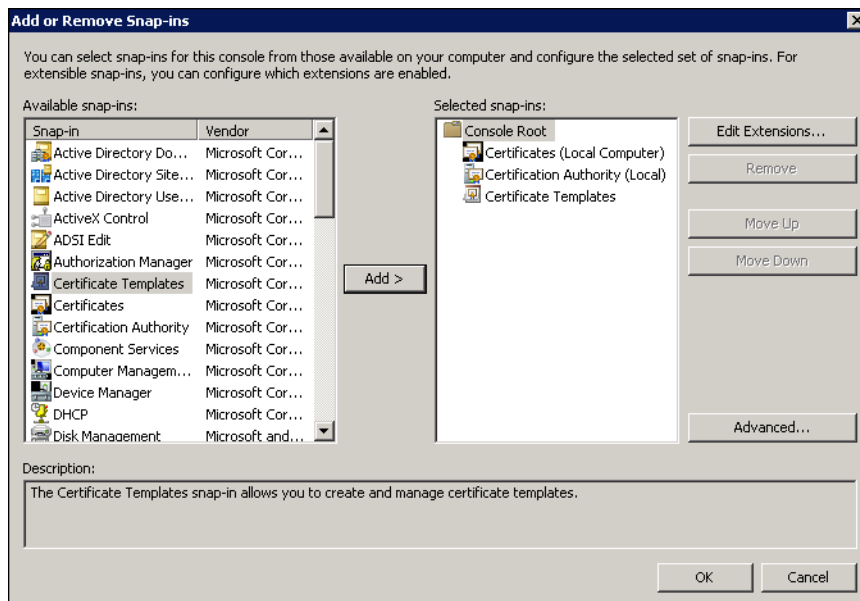 Add or Remove Snap-ins
You can select snap-ins for this console from those available on your computer and configure the selected set of snap-ins. For
extensible snap-ins, you can configure which extensions are enabled.
Available snap-ins:
Snap-in Vendor
Active Directory Do... Microsoft Cor...
Active Directory Site... Microsoft Cor...
Active Directory Use... Microsoft Cor...
ActiveX Control Microsoft Cor...
ADSI Edit Microsoft Cor...
Authorization Manager Microsoft Cor...
Certificate Templates Microsoft Cor...
Certificates Microsoft Cor...
Certification Authority Microsoft Cor...
Component Services Microsoft Cor...
Computer Managem... Microsoft Cor...
Device Manager Microsoft Cor...
DHCP Microsoft Cor...
Disk Management Microsoft and...
Add >
Selected snap-ins:
Console Root
Certificates (Local Computer)
Certification Authority (Local)
Certificate Templates
Edit Extensions...
Remove
Move Up
Move Down
Advanced...
Description:
The Certificate Templates snap-in allows you to create and manage certificate templates.
OK
Cancel